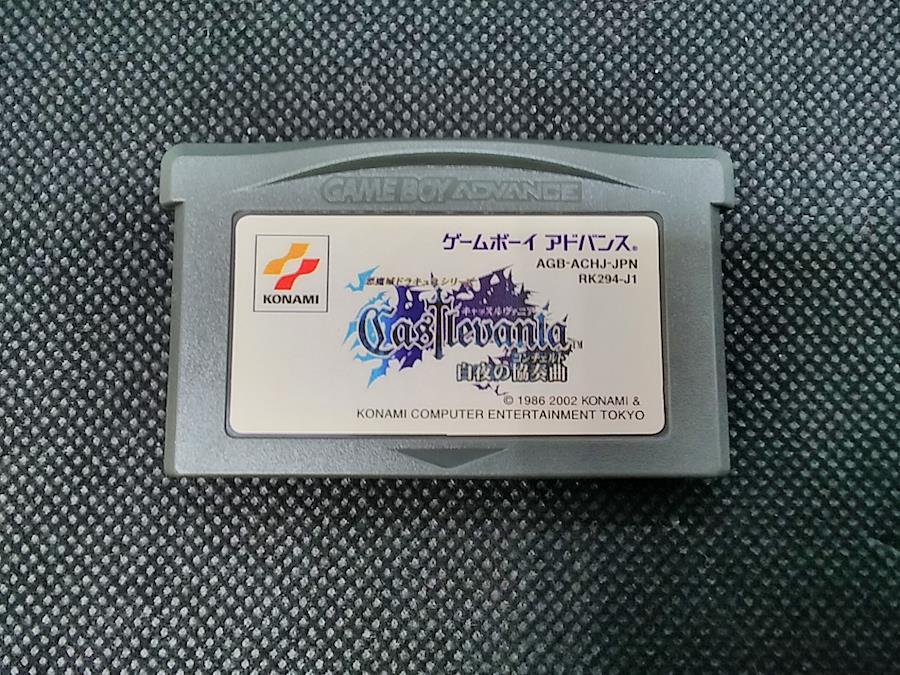 GAME BOY ADVANCE
ゲームボーイ アドバンス®
AGB-ACHJ-JPN
RK294-J1
KONAMI
悪魔城ドラキュラシリーズ
キャッスルヴァニア
Castlevania™
コンチェルト
白夜の協奏曲
© 1986 2002 KONAMI &
KONAMI COMPUTER ENTERTAINMENT TOKYO